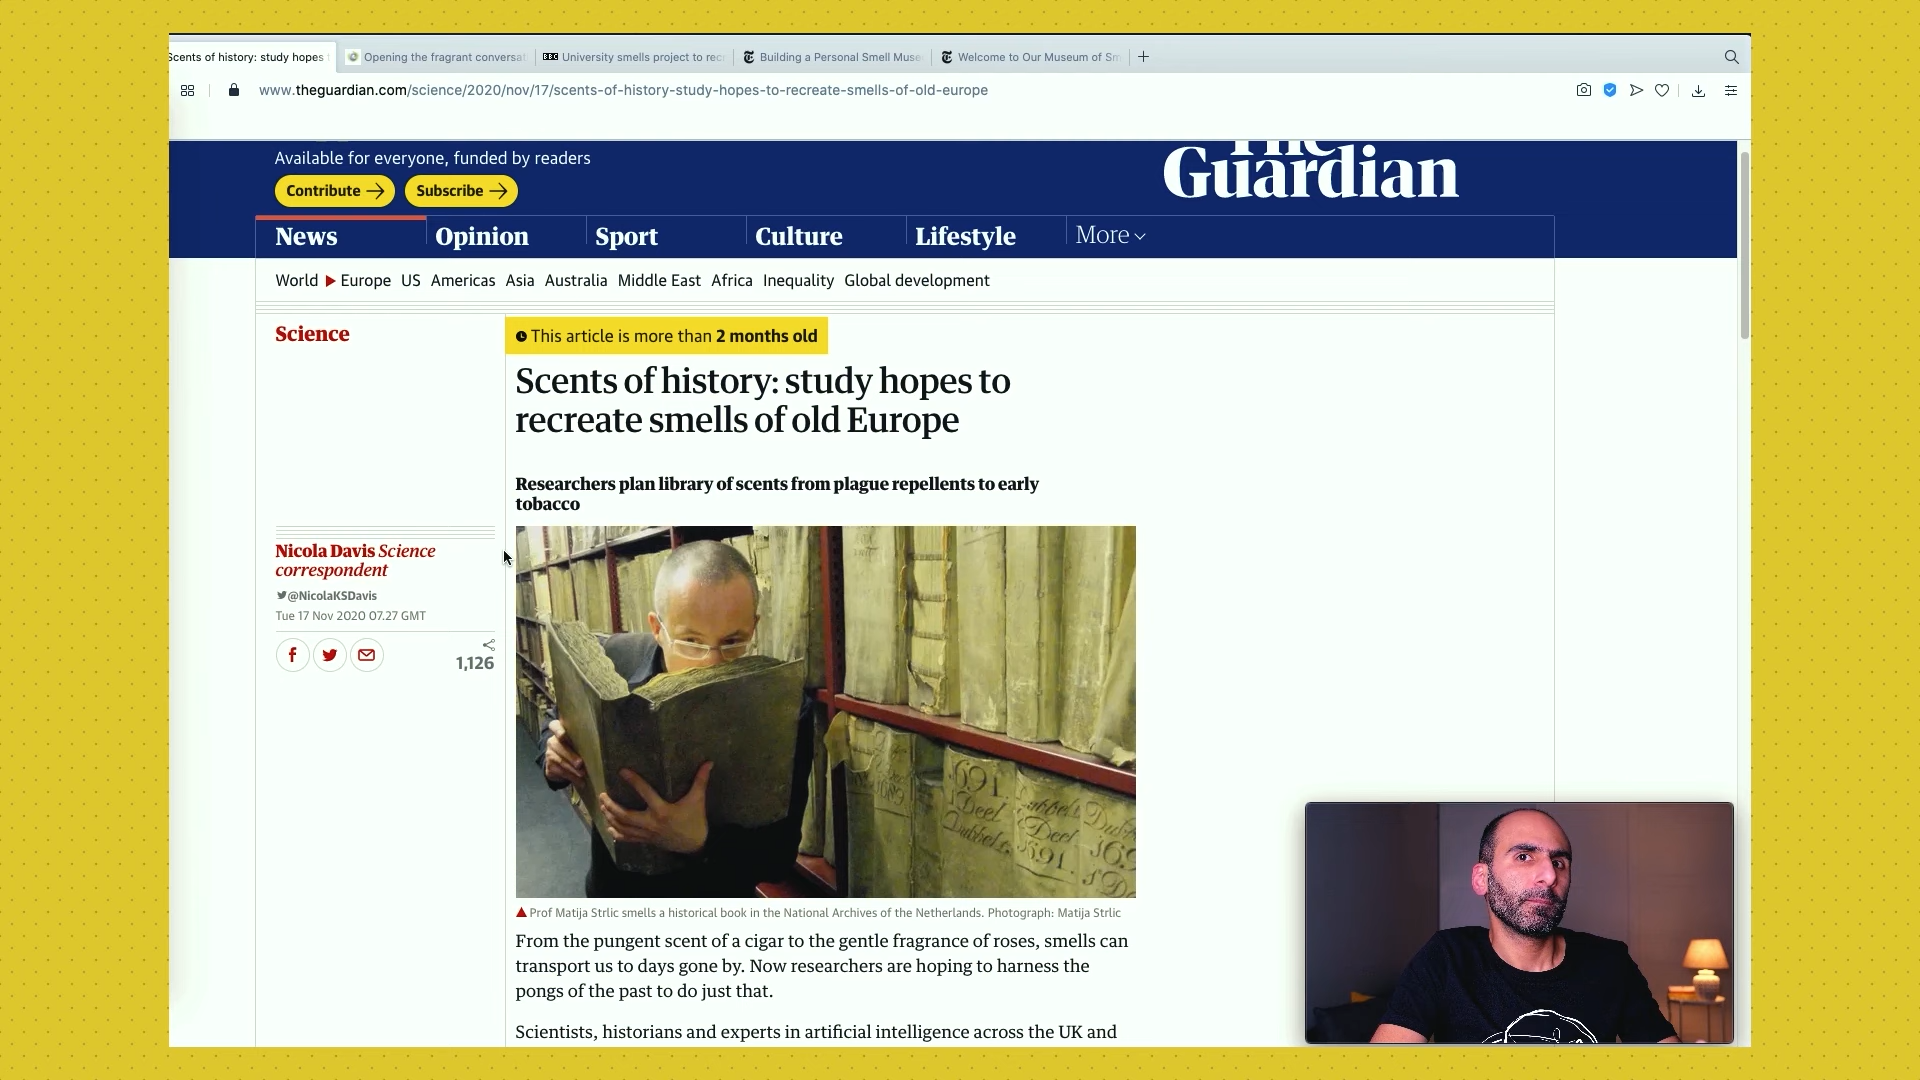 Scents of history: study hopes
Opening the fragrant conversat
BBC University smells project to rec
Building a Personal Smell Muse
Welcome to Our Museum of Sm
www.theguardian.com/science/2020/nov/17/scents-of-history-study-hopes-to-recreate-smells-of-old-europe
Available for everyone, funded by readers
Contribute
Subscribe
The
Guardian
News
Opinion
Sport
Culture
Lifestyle
More
World
Europe
US
Americas
Asia
Australia
Middle East
Africa
Inequality
Global development
Science
This article is more than 2 months old
Scents of history: study hopes to
recreate smells of old Europe
Researchers plan library of scents from plague repellents to early
tobacco
Nicola Davis Science
correspondent
@NicolaKSDavis
Tue 17 Nov 2020 07.27 GMT
1,126
Prof Matija Strlic smells a historical book in the National Archives of the Netherlands. Photograph: Matija Strlic
From the pungent scent of a cigar to the gentle fragrance of roses, smells can
transport us to days gone by. Now researchers are hoping to harness the
pongs of the past to do just that.
Scientists, historians and experts in artificial intelligence across the UK and